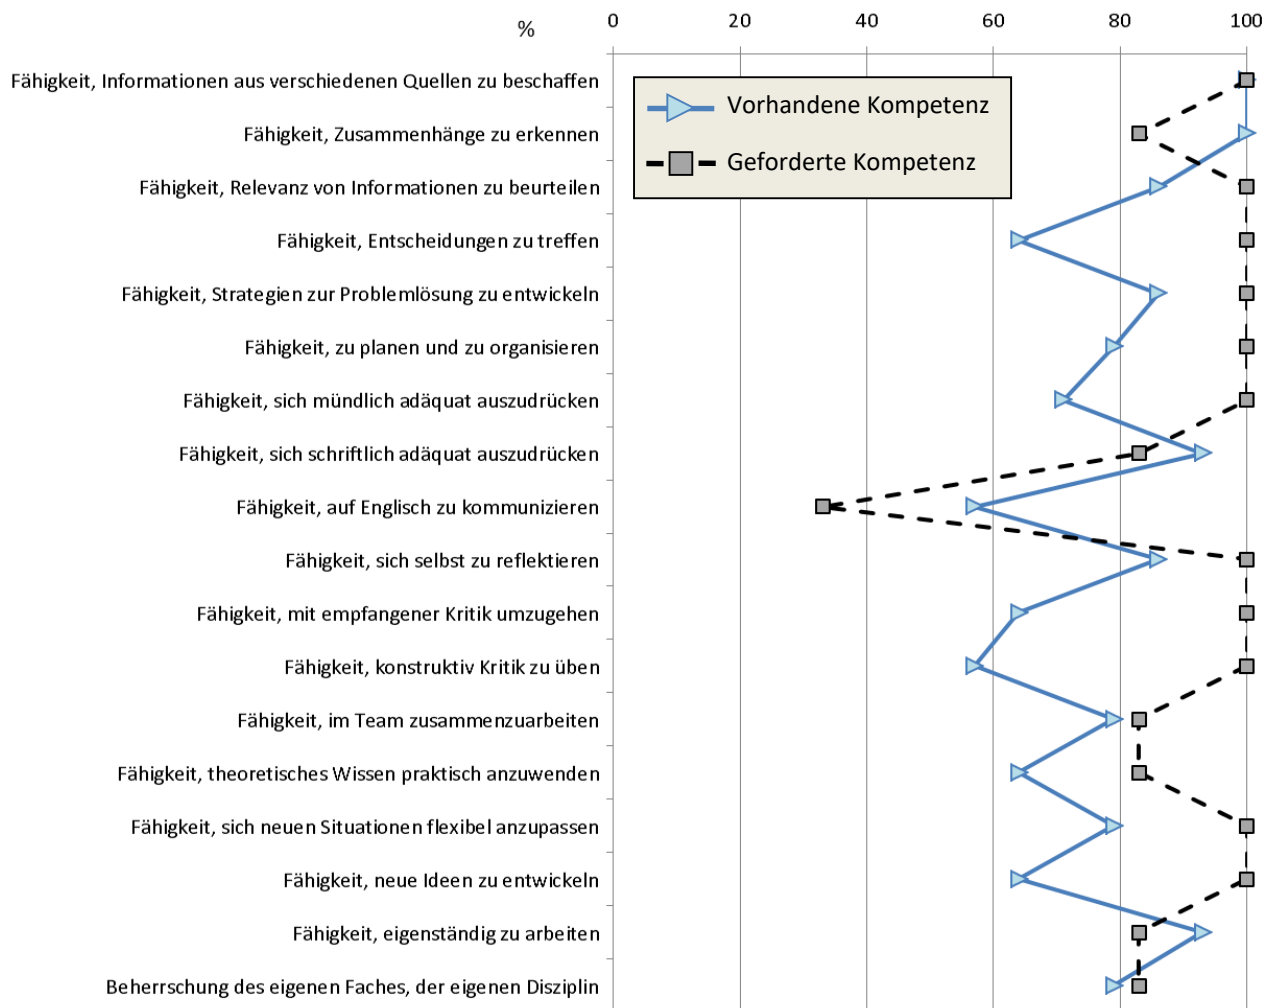 % 0 20 40 60 80 100
Fähigkeit, Informationen aus verschiedenen Quellen zu beschaffen
Vorhandene Kompetenz
Fähigkeit, Zusammenhänge zu erkennen
Geforderte Kompetenz
Fähigkeit, Relevanz von Informationen zu beurteilen
Fähigkeit, Entscheidungen zu treffen
Fähigkeit, Strategien zur Problemlösung zu entwickeln
Fähigkeit, zu planen und zu organisieren
Fähigkeit, sich mündlich adäquat auszudrücken
Fähigkeit, sich schriftlich adäquat auszudrücken
Fähigkeit, auf Englisch zu kommunizieren
Fähigkeit, sich selbst zu reflektieren
Fähigkeit, mit empfangener Kritik umzugehen
Fähigkeit, konstruktiv Kritik zu üben
Fähigkeit, im Team zusammenzuarbeiten
Fähigkeit, theoretisches Wissen praktisch anzuwenden
Fähigkeit, sich neuen Situationen flexibel anzupassen
Fähigkeit, neue Ideen zu entwickeln
Fähigkeit, eigenständig zu arbeiten
Beherrschung des eigenen Faches, der eigenen Disziplin